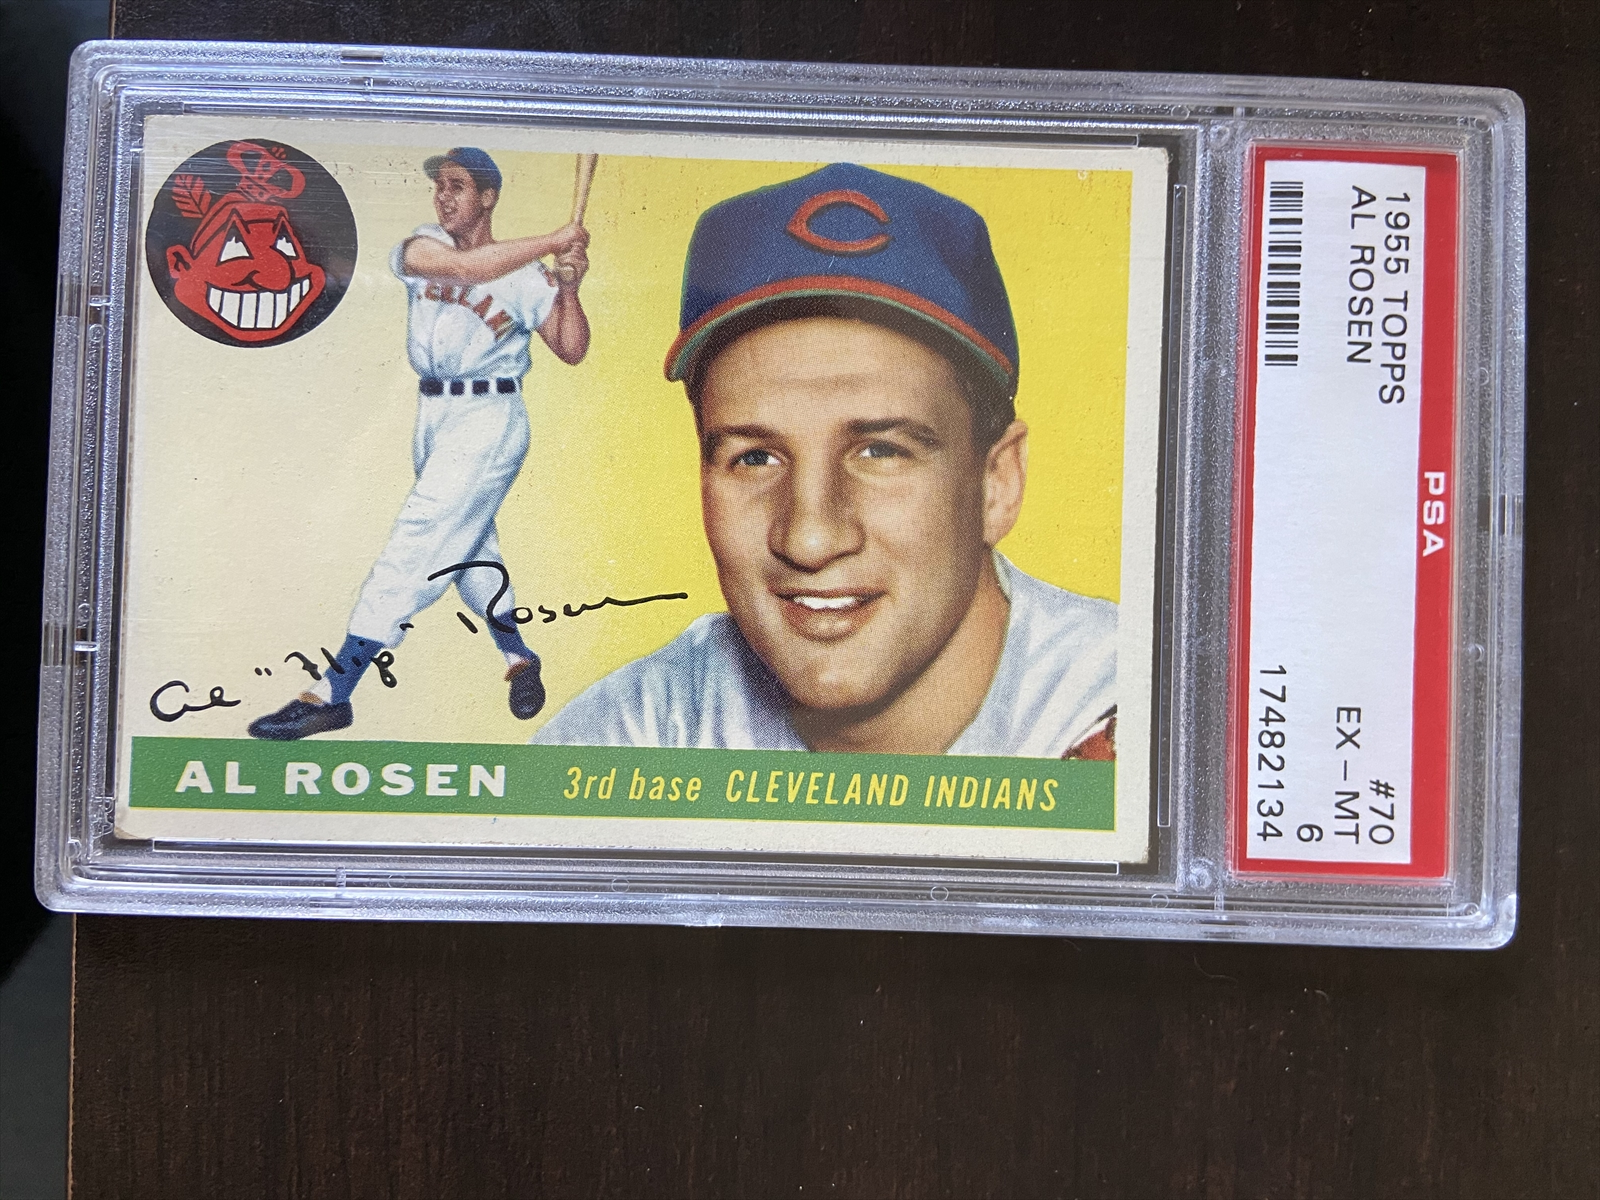 1955 TOPPS #70
AL ROSEN EX - MT
6
17482134
PSA
C
CLEVELAND
Al "Flip" Rosen
AL ROSEN 3rd base CLEVELAND INDIANS